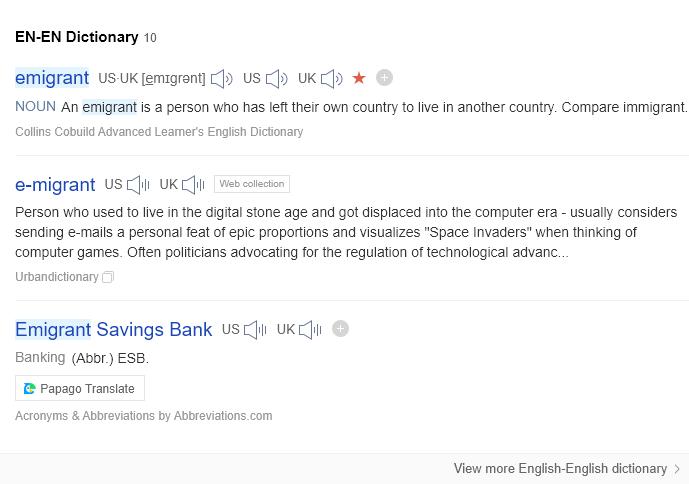 EN-EN Dictionary 10
emigrant US·UK [emɪgrənt] US UK
NOUN An emigrant is a person who has left their own country to live in another country. Compare immigrant.
Collins Cobuild Advanced Learner's English Dictionary
e-migrant US UK Web collection
Person who used to live in the digital stone age and got displaced into the computer era - usually considers
sending e-mails a personal feat of epic proportions and visualizes "Space Invaders" when thinking of
computer games. Often politicians advocating for the regulation of technological advanc...
Urbandictionary
Emigrant Savings Bank US UK
Banking (Abbr.) ESB.
Papago Translate
Acronyms & Abbreviations by Abbreviations.com
View more English-English dictionary